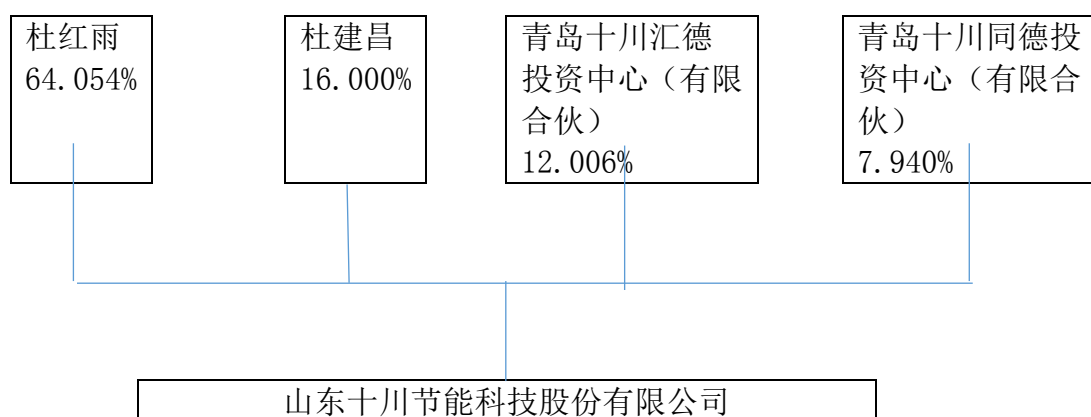 杜红雨
64.054%
杜建昌
16.000%
青岛十川汇德
投资中心（有限
合伙）
12.006%
青岛十川同德投
资中心（有限合
伙）
7.940%
山东十川节能科技股份有限公司